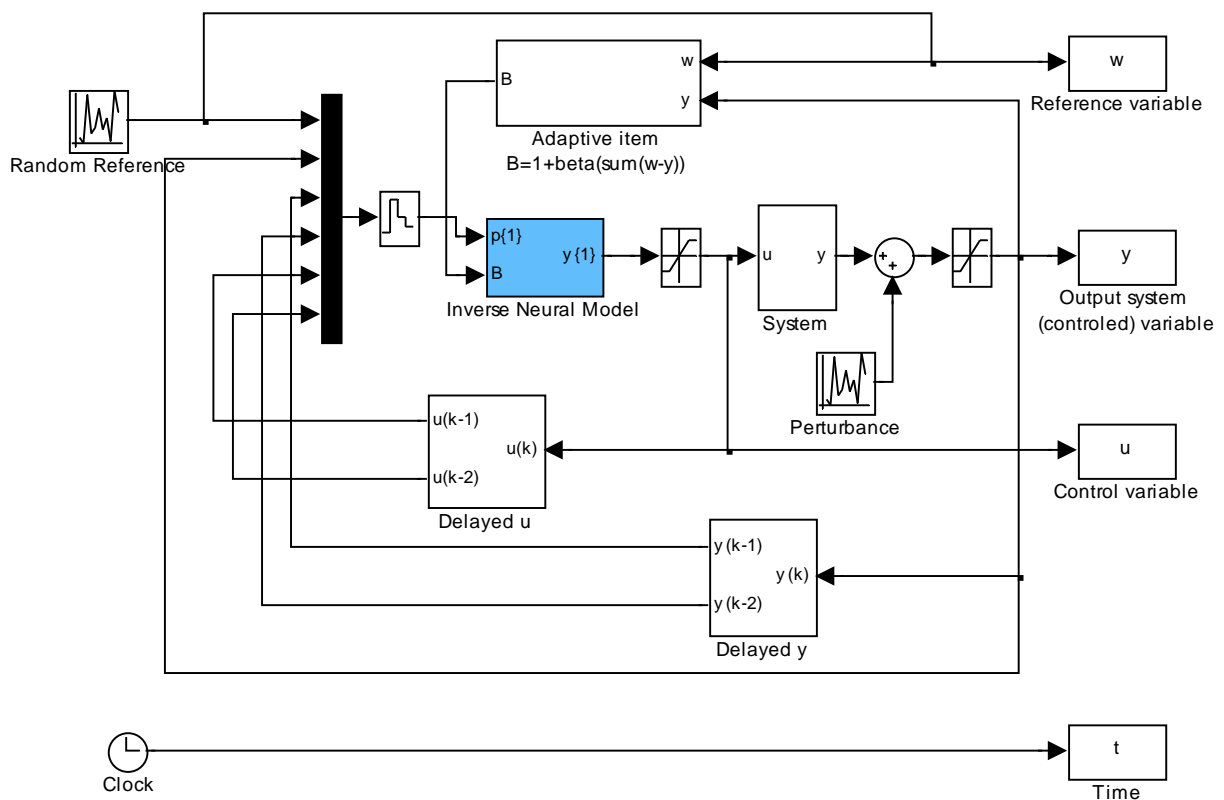 w
B
y
w
Reference variable
Random Reference
Adaptive item
B=1+beta(sum(w-y))
p{1}
y{1}
B
Inverse Neural Model
u
y
System
+
+
y
Output system
(controled) variable
Perturbance
u(k-1)
u(k)
u(k-2)
Delayed u
u
Control variable
y(k-1)
y(k)
y(k-2)
Delayed y
Clock
t
Time